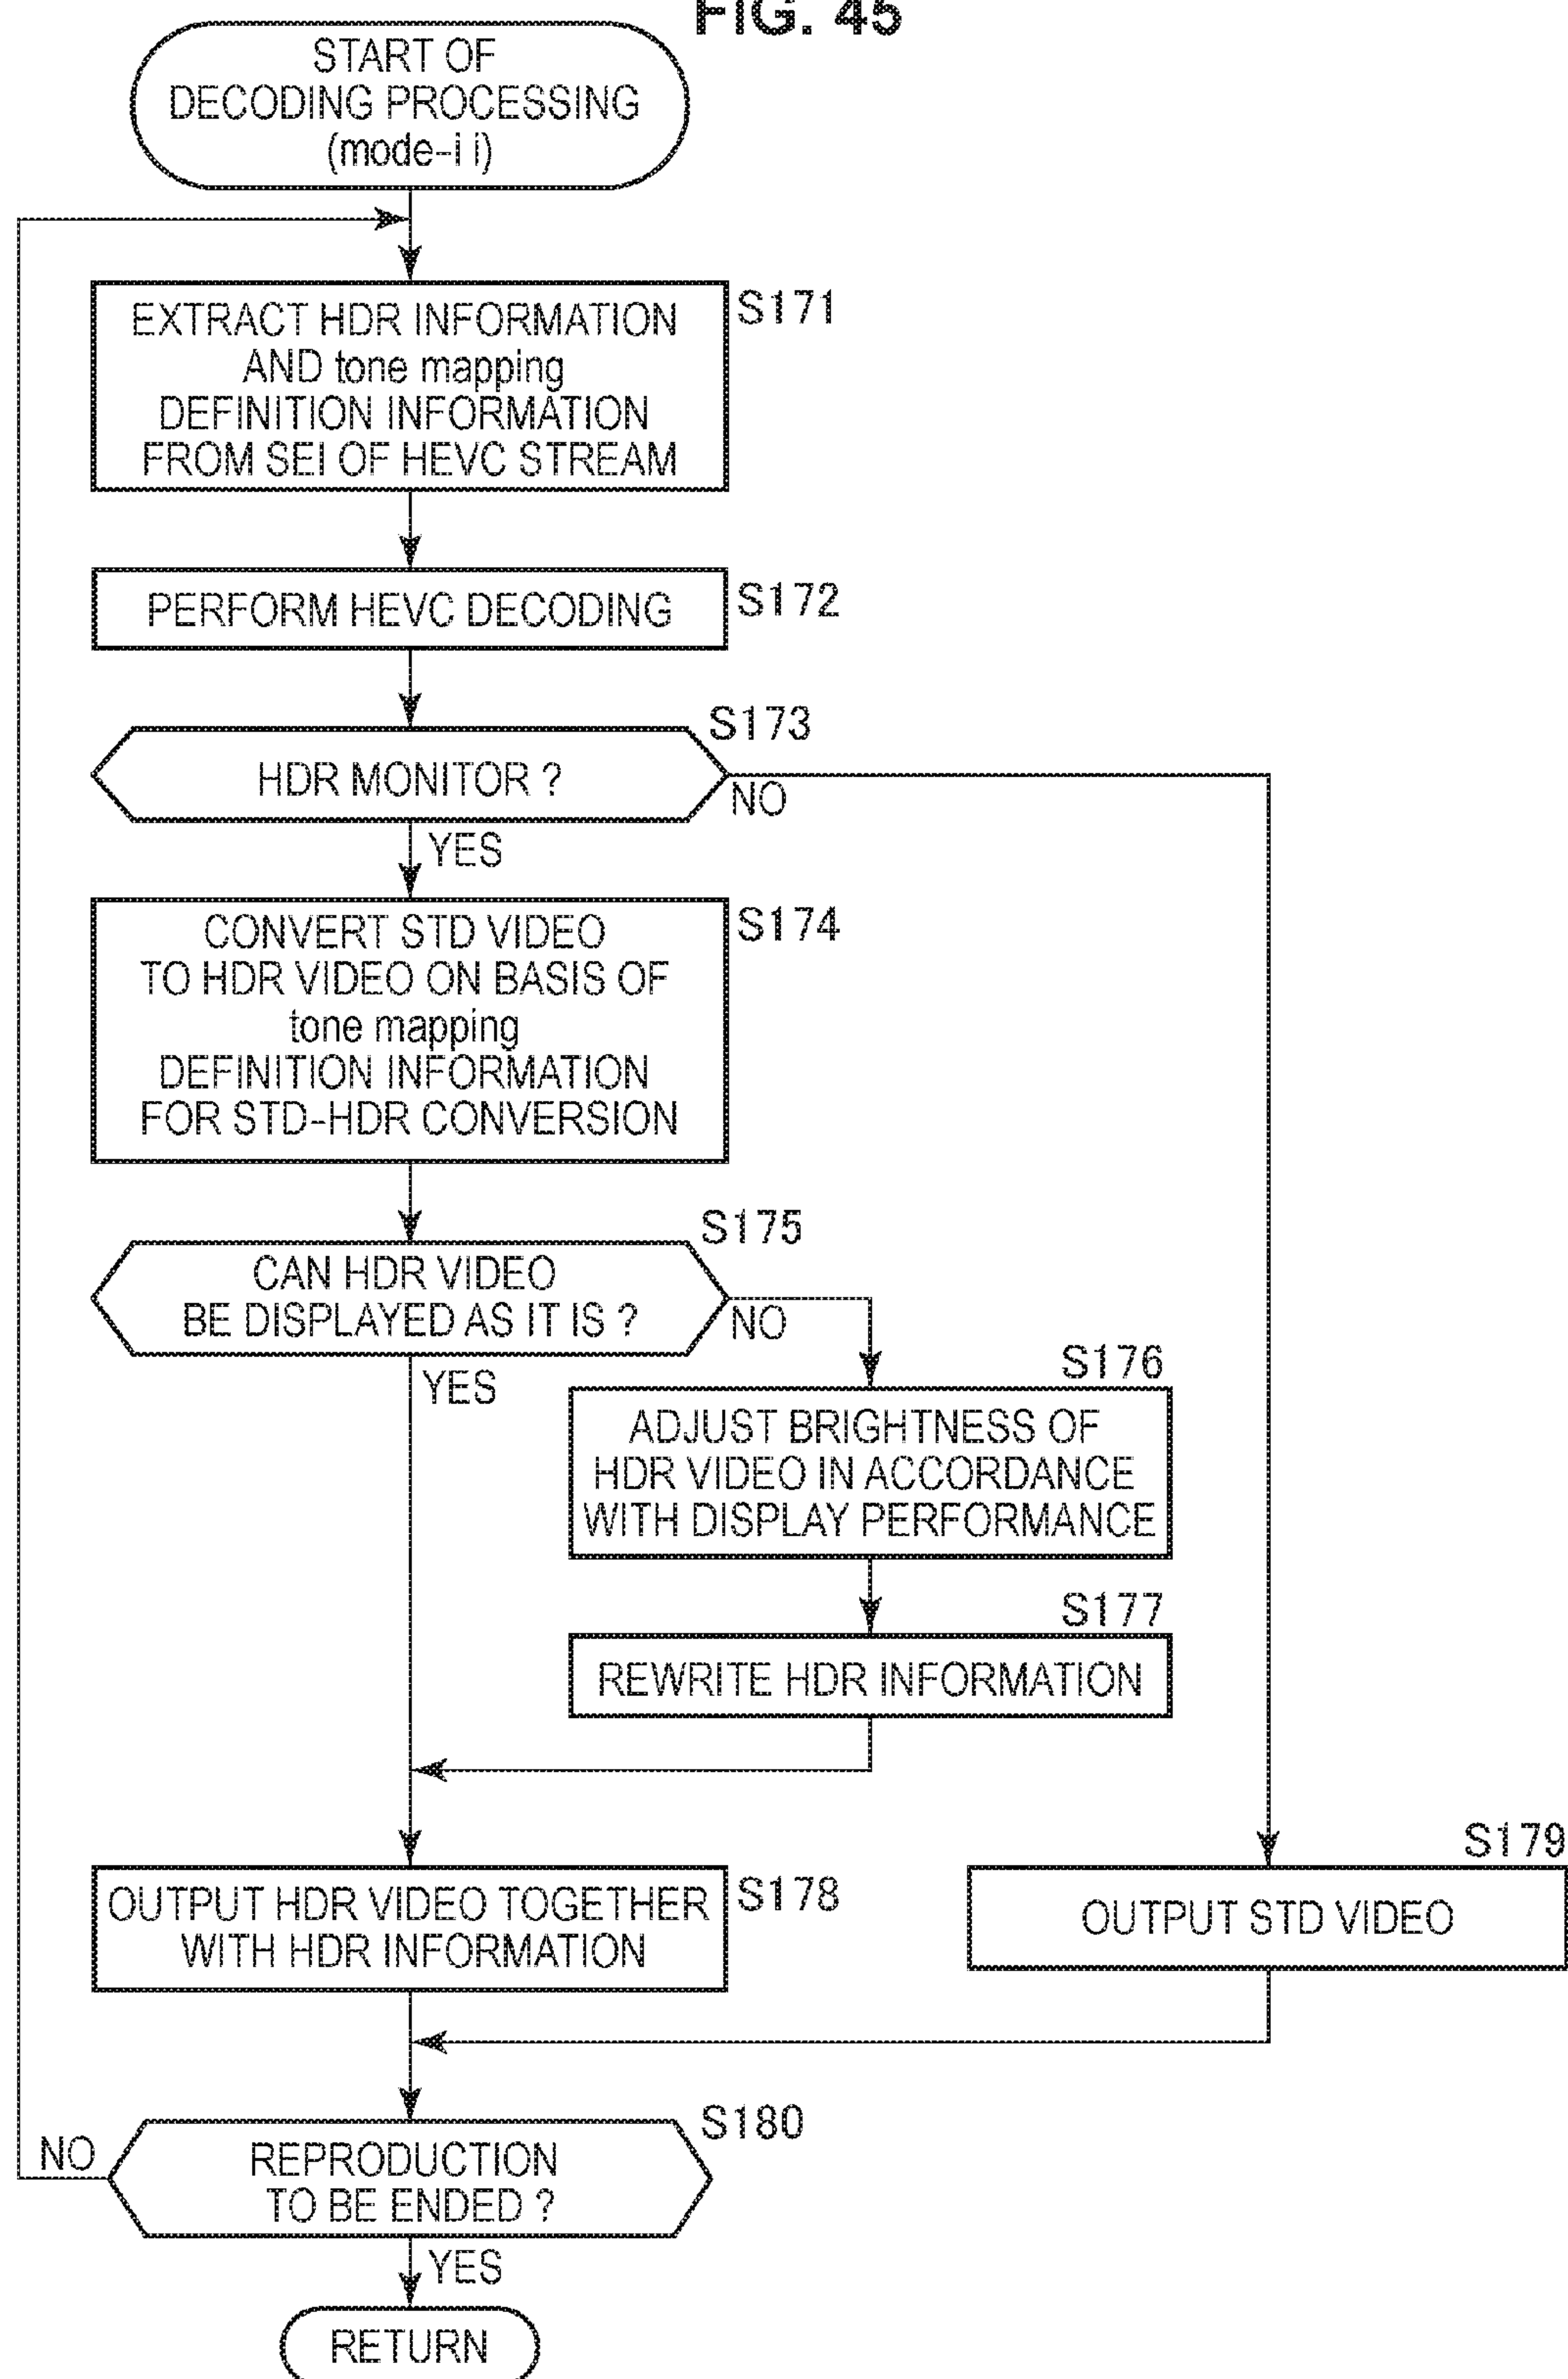 FIG. 45
START OF
DECODING PROCESSING
(mode-ii)
EXTRACT HDR INFORMATION
AND tone mapping
DEFINITION INFORMATION
FROM SEI OF HEVC STREAM
S171
PERFORM HEVC DECODING
S172
S173
HDR MONITOR ?
NO
YES
CONVERT STD VIDEO
TO HDR VIDEO ON BASIS OF
tone mapping
DEFINITION INFORMATION
FOR STD-HDR CONVERSION
S174
S175
CAN HDR VIDEO
BE DISPLAYED AS IT IS ?
NO
YES
S176
ADJUST BRIGHTNESS OF
HDR VIDEO IN ACCORDANCE
WITH DISPLAY PERFORMANCE
S177
REWRITE HDR INFORMATION
OUTPUT HDR VIDEO TOGETHER
WITH HDR INFORMATION
S178
S179
OUTPUT STD VIDEO
S180
REPRODUCTION
TO BE ENDED ?
NO
YES
RETURN